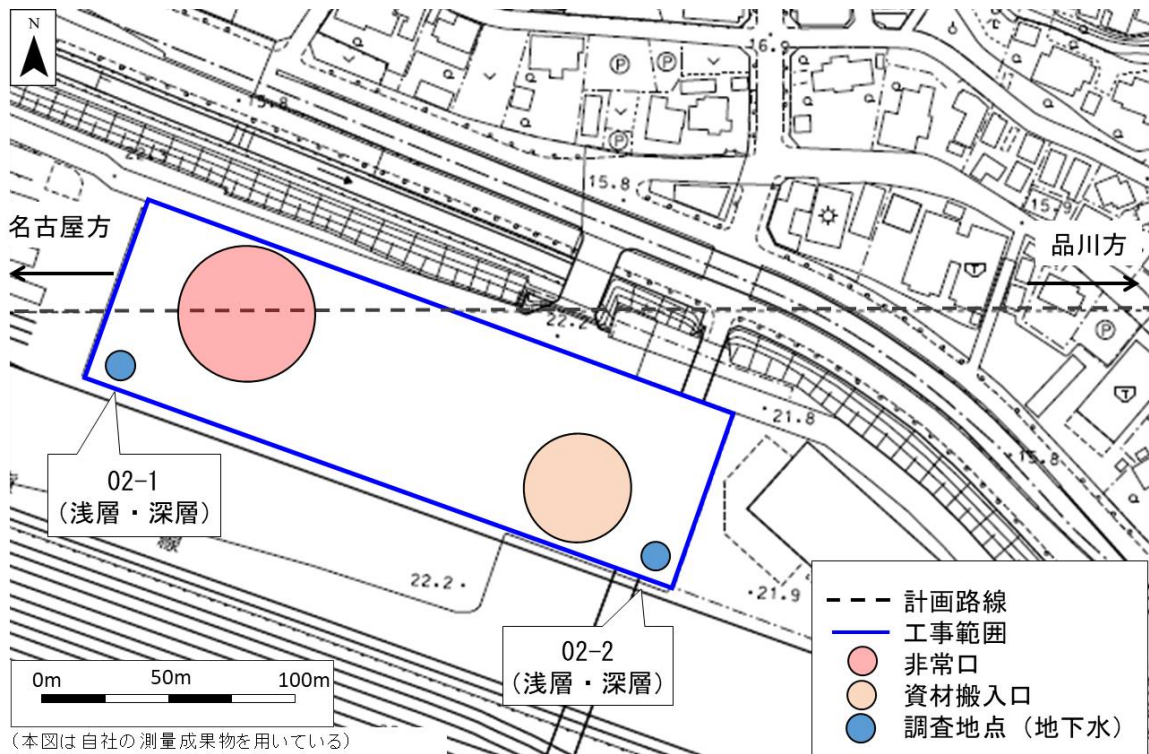 N
16.0
15.8
15.8
15.9
名古屋方
品川方
22.2
21.8
15.8
02-1
（浅層・深層）
線
22.2
21.9
02-2
（浅層・深層）
計画路線
工事範囲
非常口
資材搬入口
調査地点（地下水）
0m 50m 100m
（本図は自社の測量成果物を用いている）
P
P
P
P
T
T